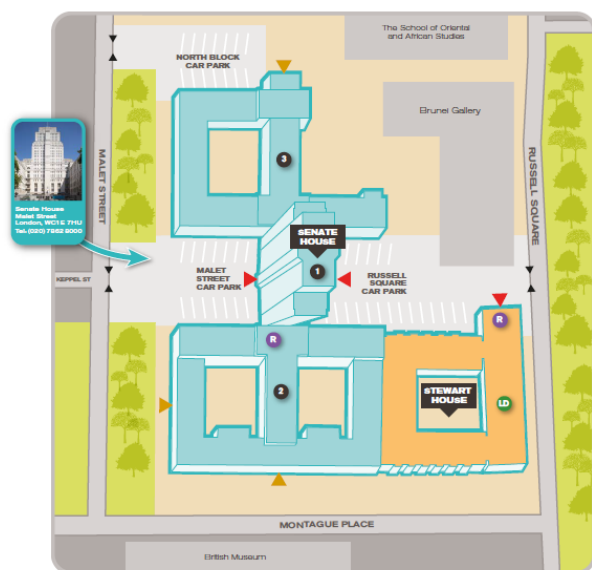 The School of Oriental
and African Studies
NORTH BLOCK
CAR PARK
Brunei Gallery
MALET STREET
RUSSELL SQUARE
3
Senate House
Malet Street
London, WC1E 7HU
Tel: (020) 7862 8000
SENATE
HOUSE
KEPPEL ST
MALET
STREET
CAR PARK
1
RUSSELL
SQUARE
CAR PARK
R
R
2
STEWART
HOUSE
LD
MONTAGUE PLACE
British Museum